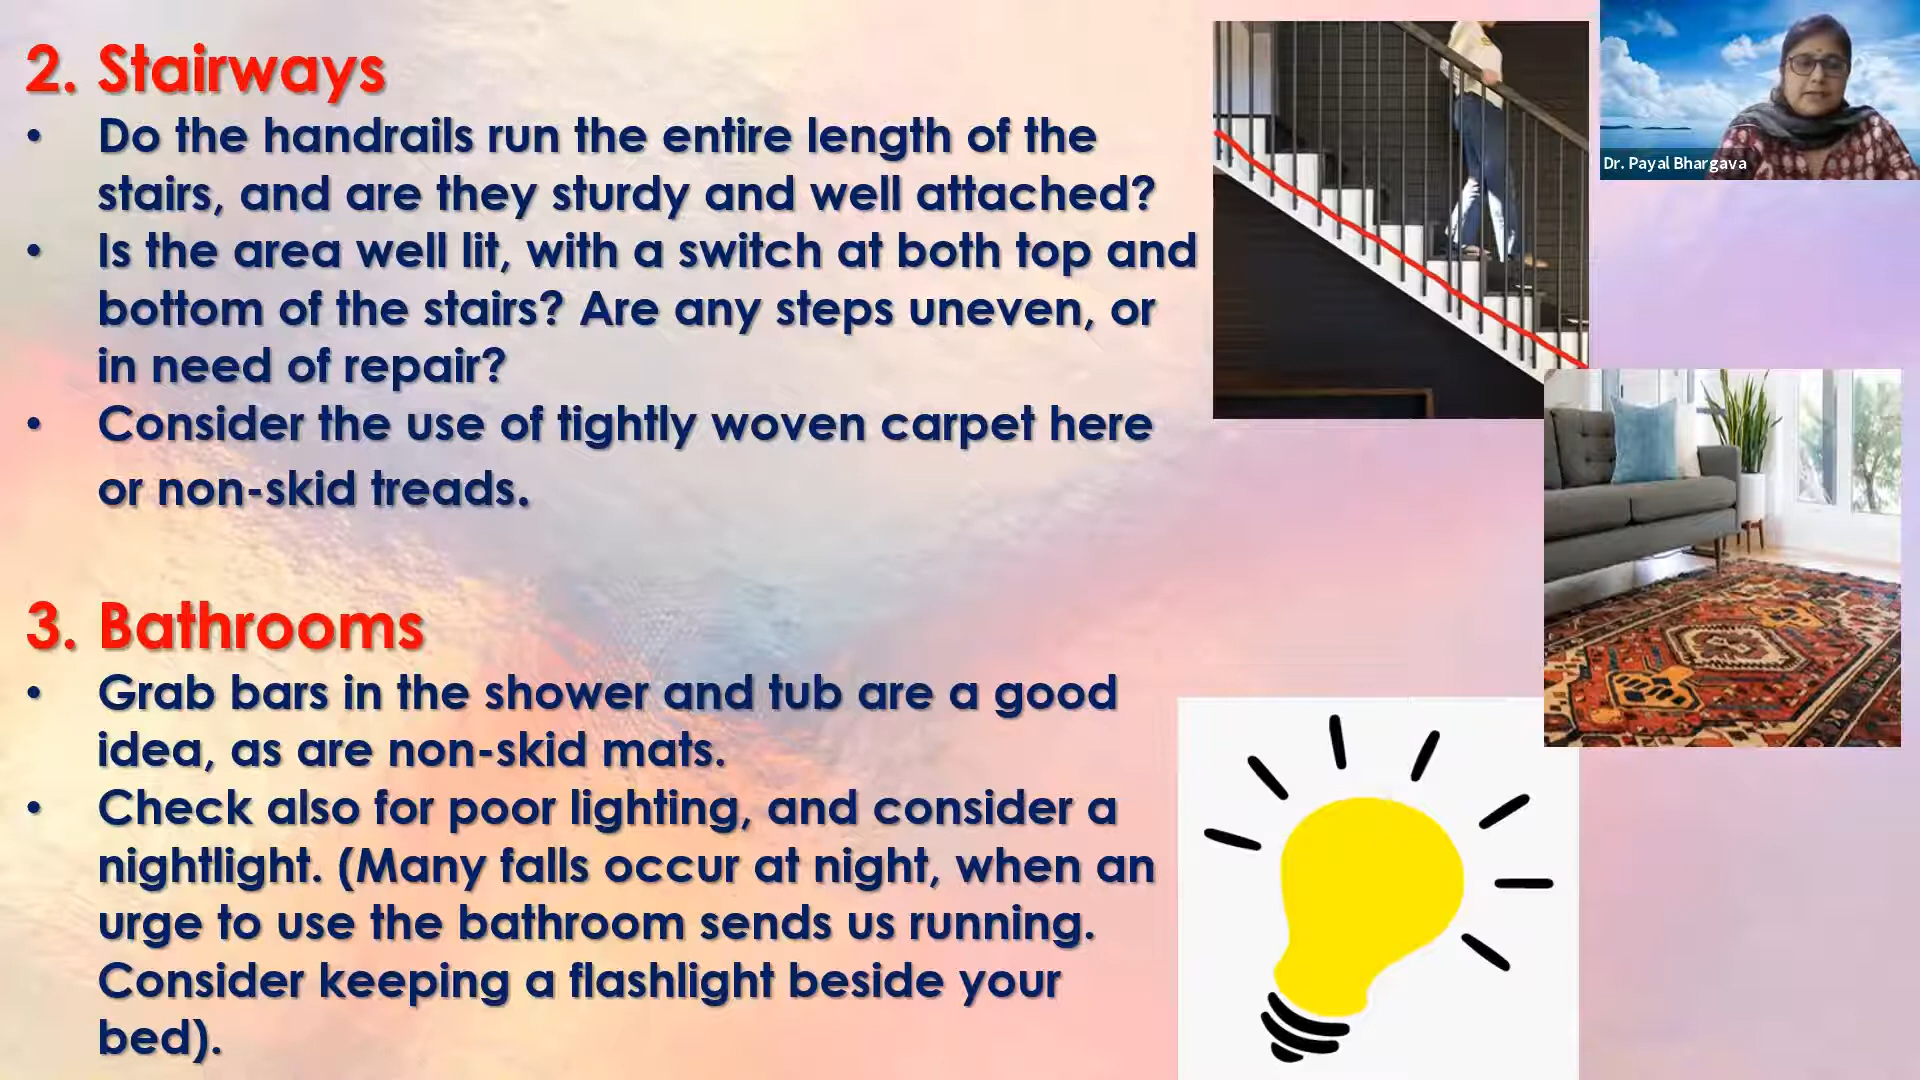 2. Stairways
• Do the handrails run the entire length of the
stairs, and are they sturdy and well attached?
• Is the area well lit, with a switch at both top and
bottom of the stairs? Are any steps uneven, or
in need of repair?
• Consider the use of tightly woven carpet here
or non-skid treads.
3. Bathrooms
• Grab bars in the shower and tub are a good
idea, as are non-skid mats.
• Check also for poor lighting, and consider a
nightlight. (Many falls occur at night, when an
urge to use the bathroom sends us running.
Consider keeping a flashlight beside your
bed).
Dr. Payal Bhargava